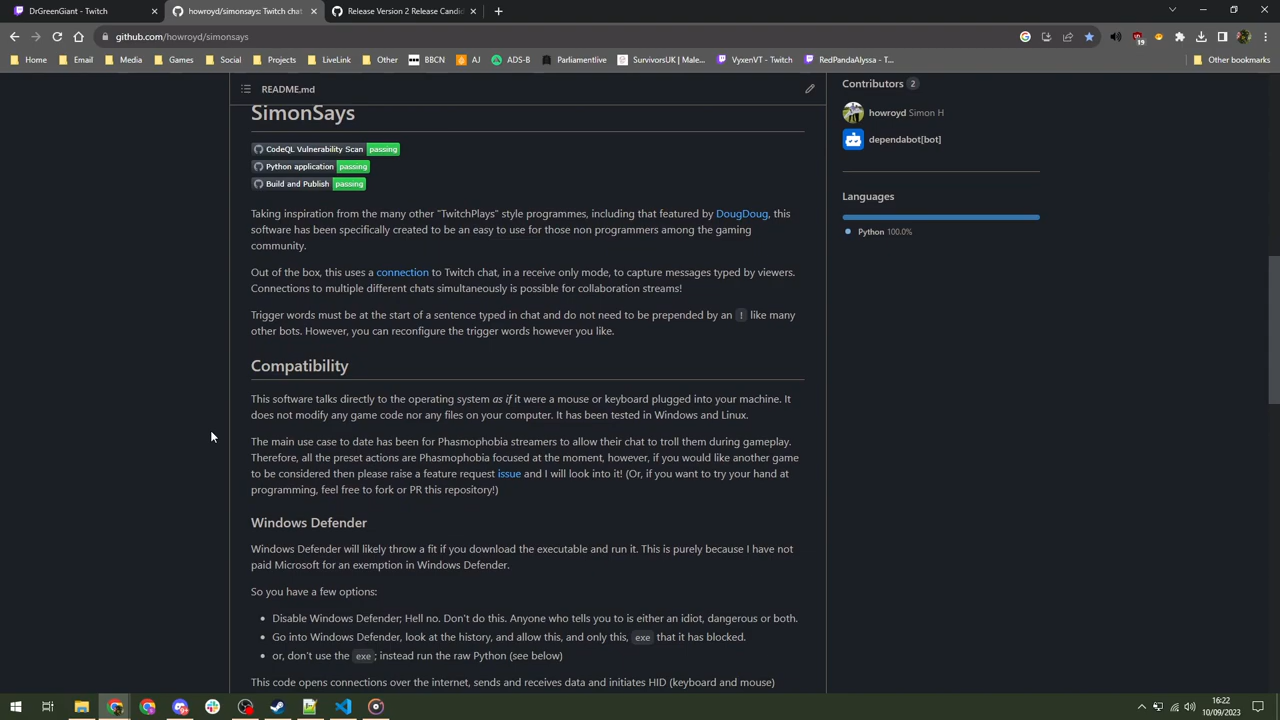 DrGreenGiant - Twitch
howroyd/simonsays: Twitch chat
Release Version 2 Release Candid
github.com/howroyd/simonsays
19
Home
Email
Media
Games
Social
Projects
LiveLink
Other
BBCN
AJ
ADS-B
Parliamentlive
SurvivorsUK | Male...
VyxenVT - Twitch
RedPandaAlyssa - T...
Other bookmarks
README.md
SimonSays
CodeQL Vulnerability Scan passing
Python application passing
Build and Publish passing
Taking inspiration from the many other "TwitchPlays" style programmes, including that featured by DougDoug, this
software has been specifically created to be an easy to use for those non programmers among the gaming
community.
Out of the box, this uses a connection to Twitch chat, in a receive only mode, to capture messages typed by viewers.
Connections to multiple different chats simultaneously is possible for collaboration streams!
Trigger words must be at the start of a sentence typed in chat and do not need to be prepended by an ! like many
other bots. However, you can reconfigure the trigger words however you like.
Compatibility
This software talks directly to the operating system as if it were a mouse or keyboard plugged into your machine. It
does not modify any game code nor any files on your computer. It has been tested in Windows and Linux.
The main use case to date has been for Phasmophobia streamers to allow their chat to troll them during gameplay.
Therefore, all the preset actions are Phasmophobia focused at the moment, however, if you would like another game
to be considered then please raise a feature request issue and I will look into it! (Or, if you want to try your hand at
programming, feel free to fork or PR this repository!)
Windows Defender
Windows Defender will likely throw a fit if you download the executable and run it. This is purely because I have not
paid Microsoft for an exemption in Windows Defender.
So you have a few options:
• Disable Windows Defender; Hell no. Don't do this. Anyone who tells you to is either an idiot, dangerous or both.
• Go into Windows Defender, look at the history, and allow this, and only this, exe that it has blocked.
• or, don't use the exe; instead run the raw Python (see below)
This code opens connections over the internet, sends and receives data and initiates HID (keyboard and mouse)
Contributors 2
howroyd Simon H
dependabot[bot]
Languages
Python 100.0%
16:22
10/09/2023